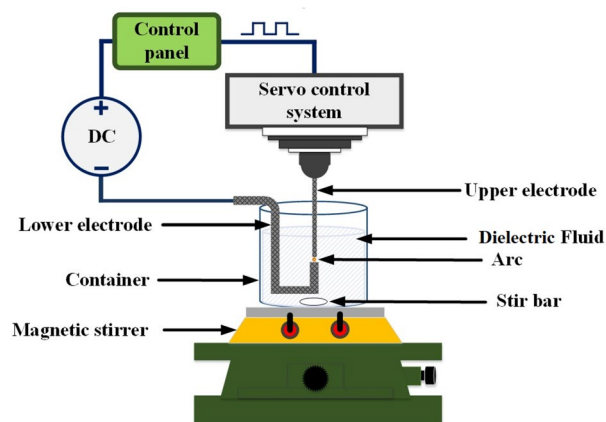 Control
panel
Servo control
system
+
DC
−
Upper electrode
Lower electrode
Dielectric Fluid
Arc
Container
Stir bar
Magnetic stirrer